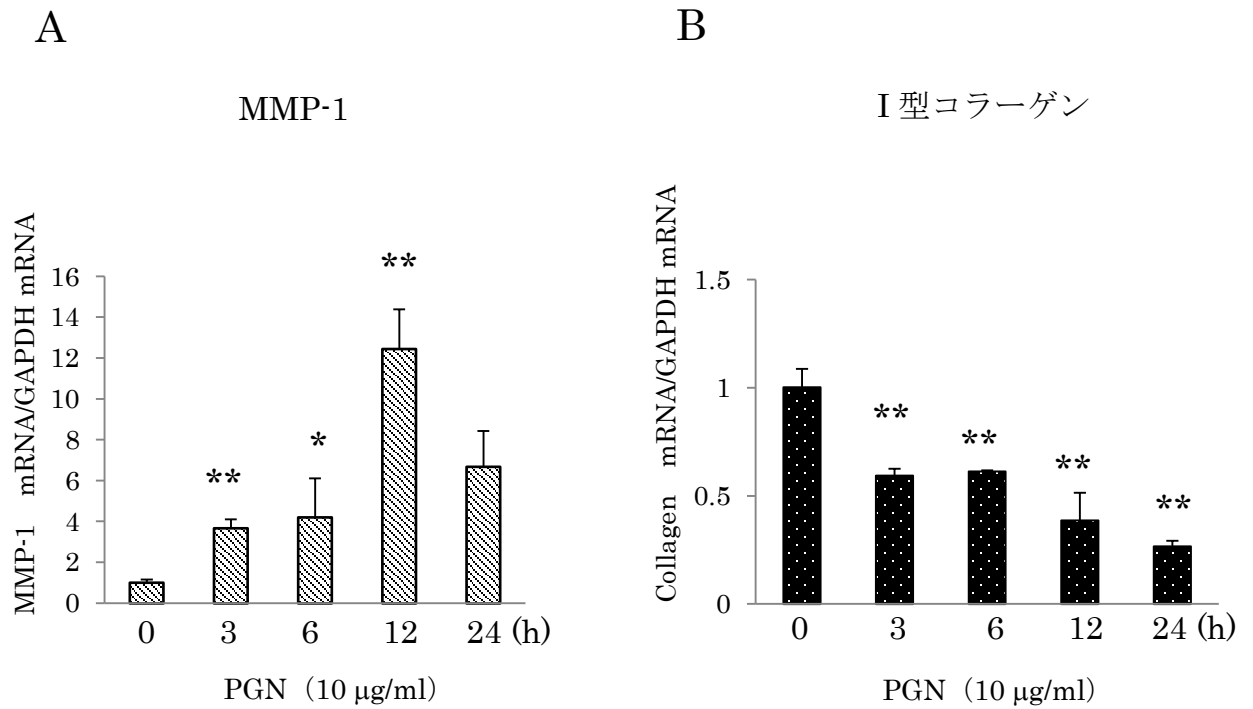 A
MMP-1
MMP-1 mRNA/GAPDH mRNA
16
14
12
10
8
6
4
2
0
**
*
**
0 3 6 12 24 (h)
PGN（10 μg/ml）
B
I 型コラーゲン
Collagen mRNA/GAPDH mRNA
1.5
1
0.5
0
**
**
**
**
0 3 6 12 24 (h)
PGN（10 μg/ml）